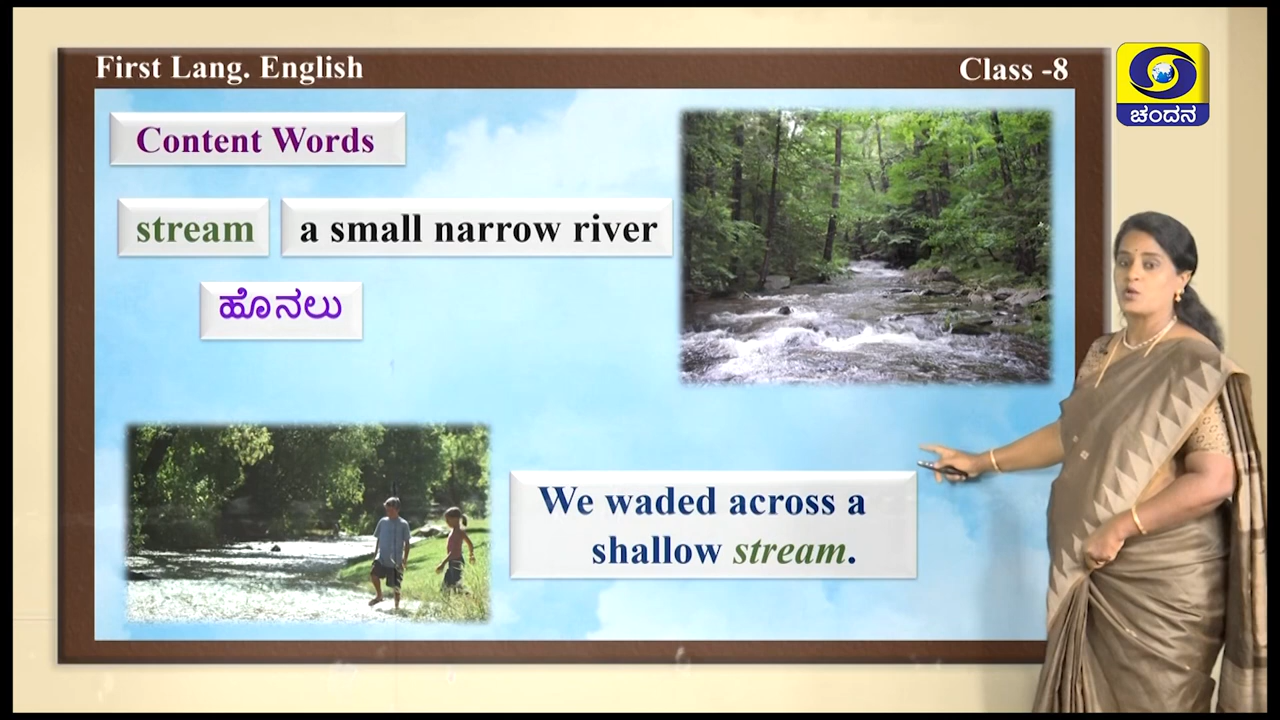 First Lang. English
Class -8
ಚಂದನ
Content Words
stream
a small narrow river
ಹೊನಲು
We waded across a
shallow stream.